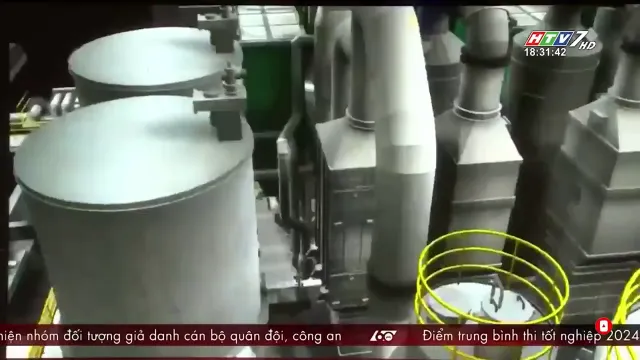 HTV7 HD
18:31:42
hiện nhóm đối tượng giả danh cán bộ quân đội, công an 60 Điểm trung bình thi tốt nghiệp 2024